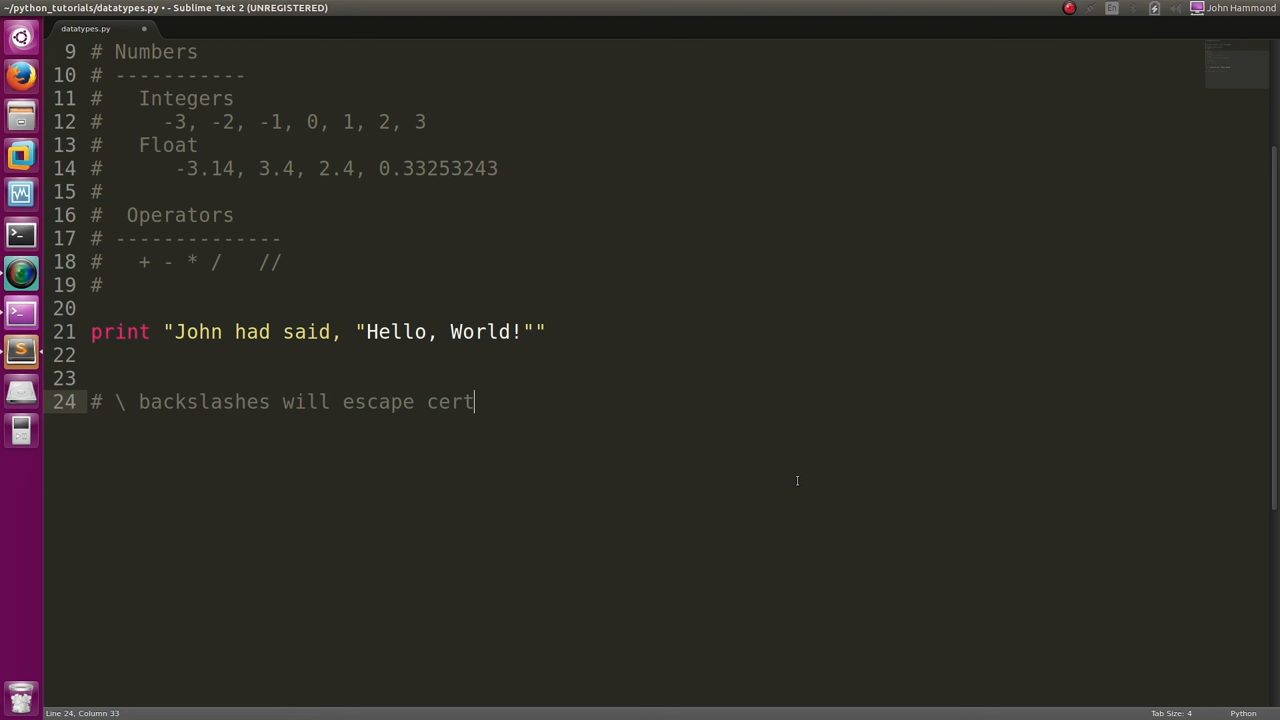 ~/python_tutorials/datatypes.py • - Sublime Text 2 (UNREGISTERED)
En
John Hammond
datatypes.py
9 # Numbers
10 # -----------
11 #   Integers
12 #     -3, -2, -1, 0, 1, 2, 3
13 #   Float
14 #      -3.14, 3.4, 2.4, 0.33253243
15 #
16 #  Operators
17 # --------------
18 #   + - * /   //
19 #
20
21 print "John had said, "Hello, World!""
22
23
24 # \ backslashes will escape cert
Line 24, Column 33
Tab Size: 4
Python